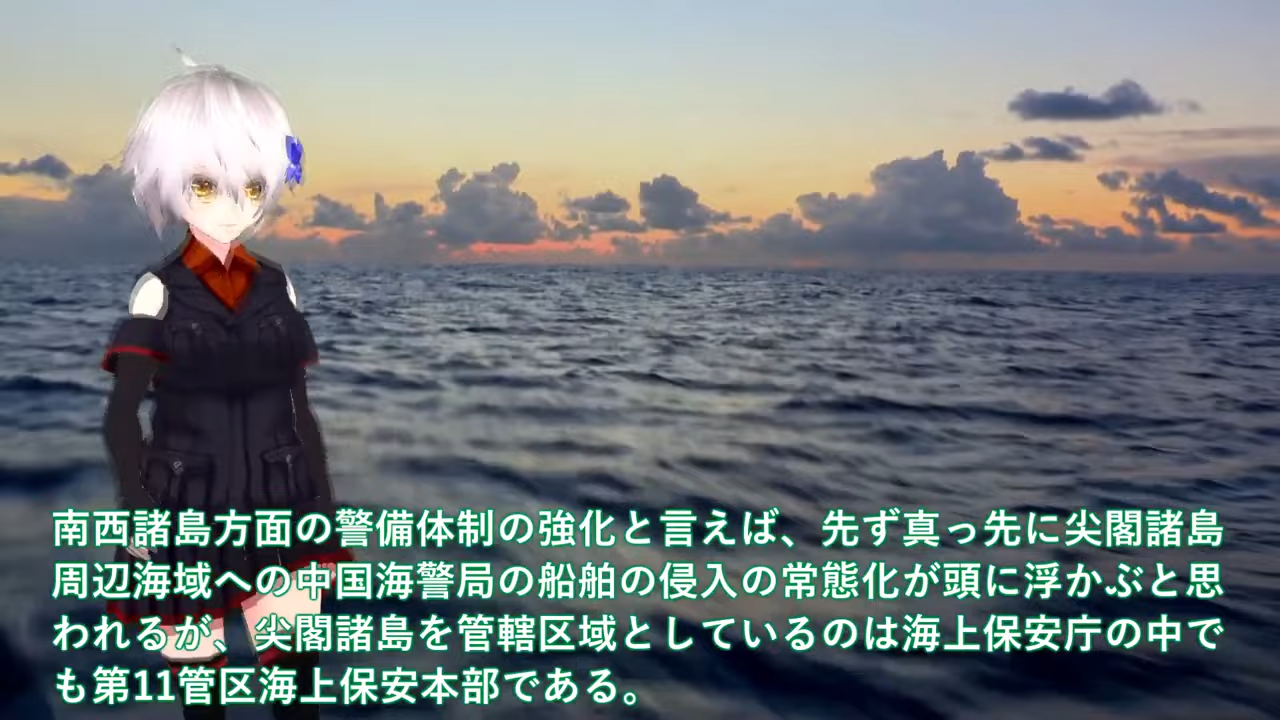 南西諸島方面の警備体制の強化と言えば、先ず真っ先に尖閣諸島
周辺海域への中国海警局の船舶の侵入の常態化が頭に浮かぶと思
われるが、尖閣諸島を管轄区域としているのは海上保安庁の中で
も第11管区海上保安本部である。